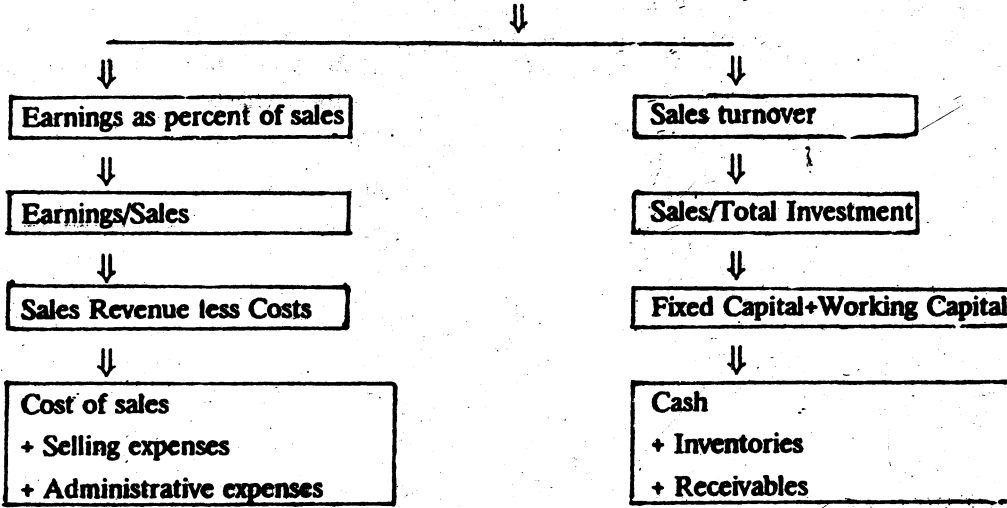 Earnings as percent of sales
Earnings/Sales
Sales Revenue less Costs
Cost of sales
+ Selling expenses
+ Administrative expenses
Sales turnover
Sales/Total Investment
Fixed Capital+Working Capital
Cash
+ Inventories
+ Receivables